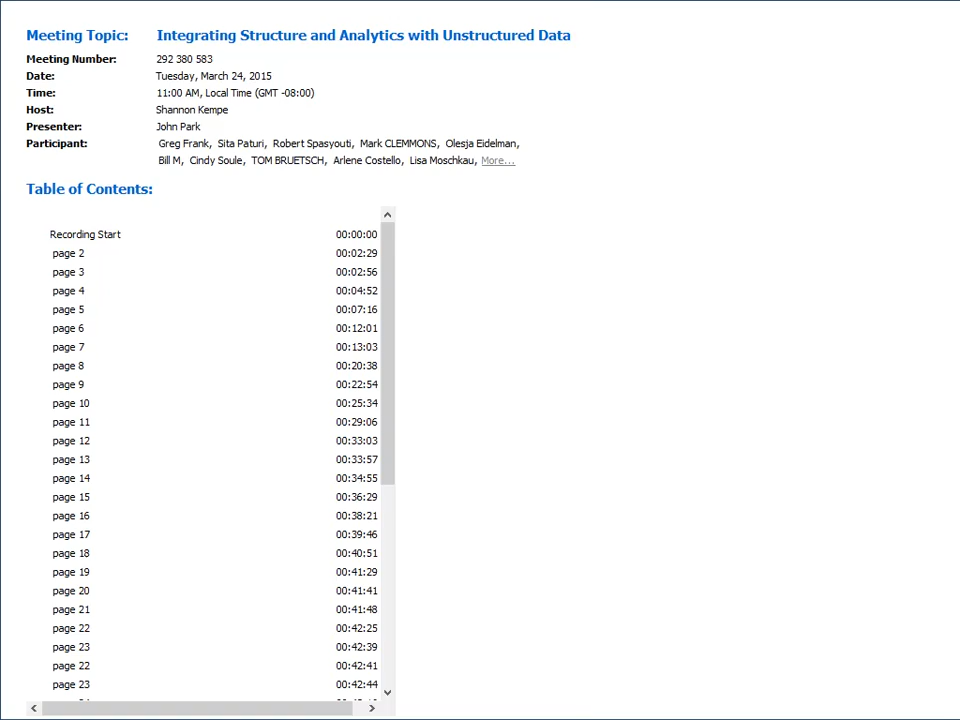 Meeting Topic: Integrating Structure and Analytics with Unstructured Data
Meeting Number: 292 380 583
Date: Tuesday, March 24, 2015
Time: 11:00 AM, Local Time (GMT -08:00)
Host: Shannon Kempe
Presenter: John Park
Participant: Greg Frank, Sita Paturi, Robert Spasyouti, Mark CLEMMONS, Olesja Eidelman,
Bill M, Cindy Soule, TOM BRUETSCH, Arlene Costello, Lisa Moschkau, More...
Table of Contents:
Recording Start 00:00:00
page 2 00:02:29
page 3 00:02:56
page 4 00:04:52
page 5 00:07:16
page 6 00:12:01
page 7 00:13:03
page 8 00:20:38
page 9 00:22:54
page 10 00:25:34
page 11 00:29:06
page 12 00:33:03
page 13 00:33:57
page 14 00:34:55
page 15 00:36:29
page 16 00:38:21
page 17 00:39:46
page 18 00:40:51
page 19 00:41:29
page 20 00:41:41
page 21 00:41:48
page 22 00:42:25
page 23 00:42:39
page 22 00:42:41
page 23 00:42:44